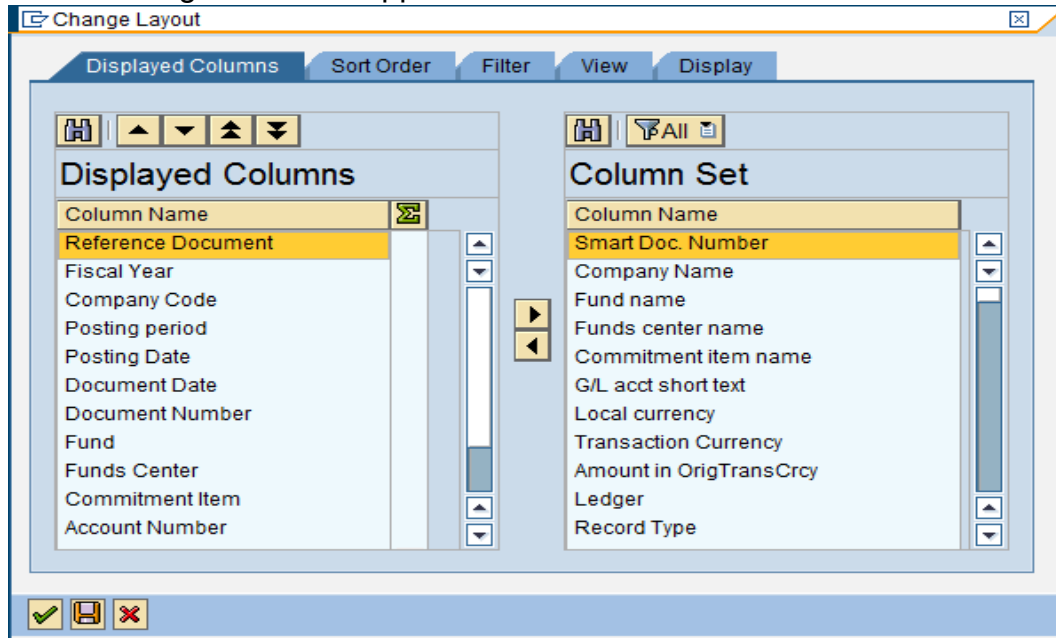 Change Layout
Displayed Columns
Sort Order
Filter
View
Display
Displayed Columns
Column Name
Reference Document
Fiscal Year
Company Code
Posting period
Posting Date
Document Date
Document Number
Fund
Funds Center
Commitment Item
Account Number
All
Column Set
Column Name
Smart Doc. Number
Company Name
Fund name
Funds center name
Commitment item name
G/L acct short text
Local currency
Transaction Currency
Amount in OrigTransCrcy
Ledger
Record Type